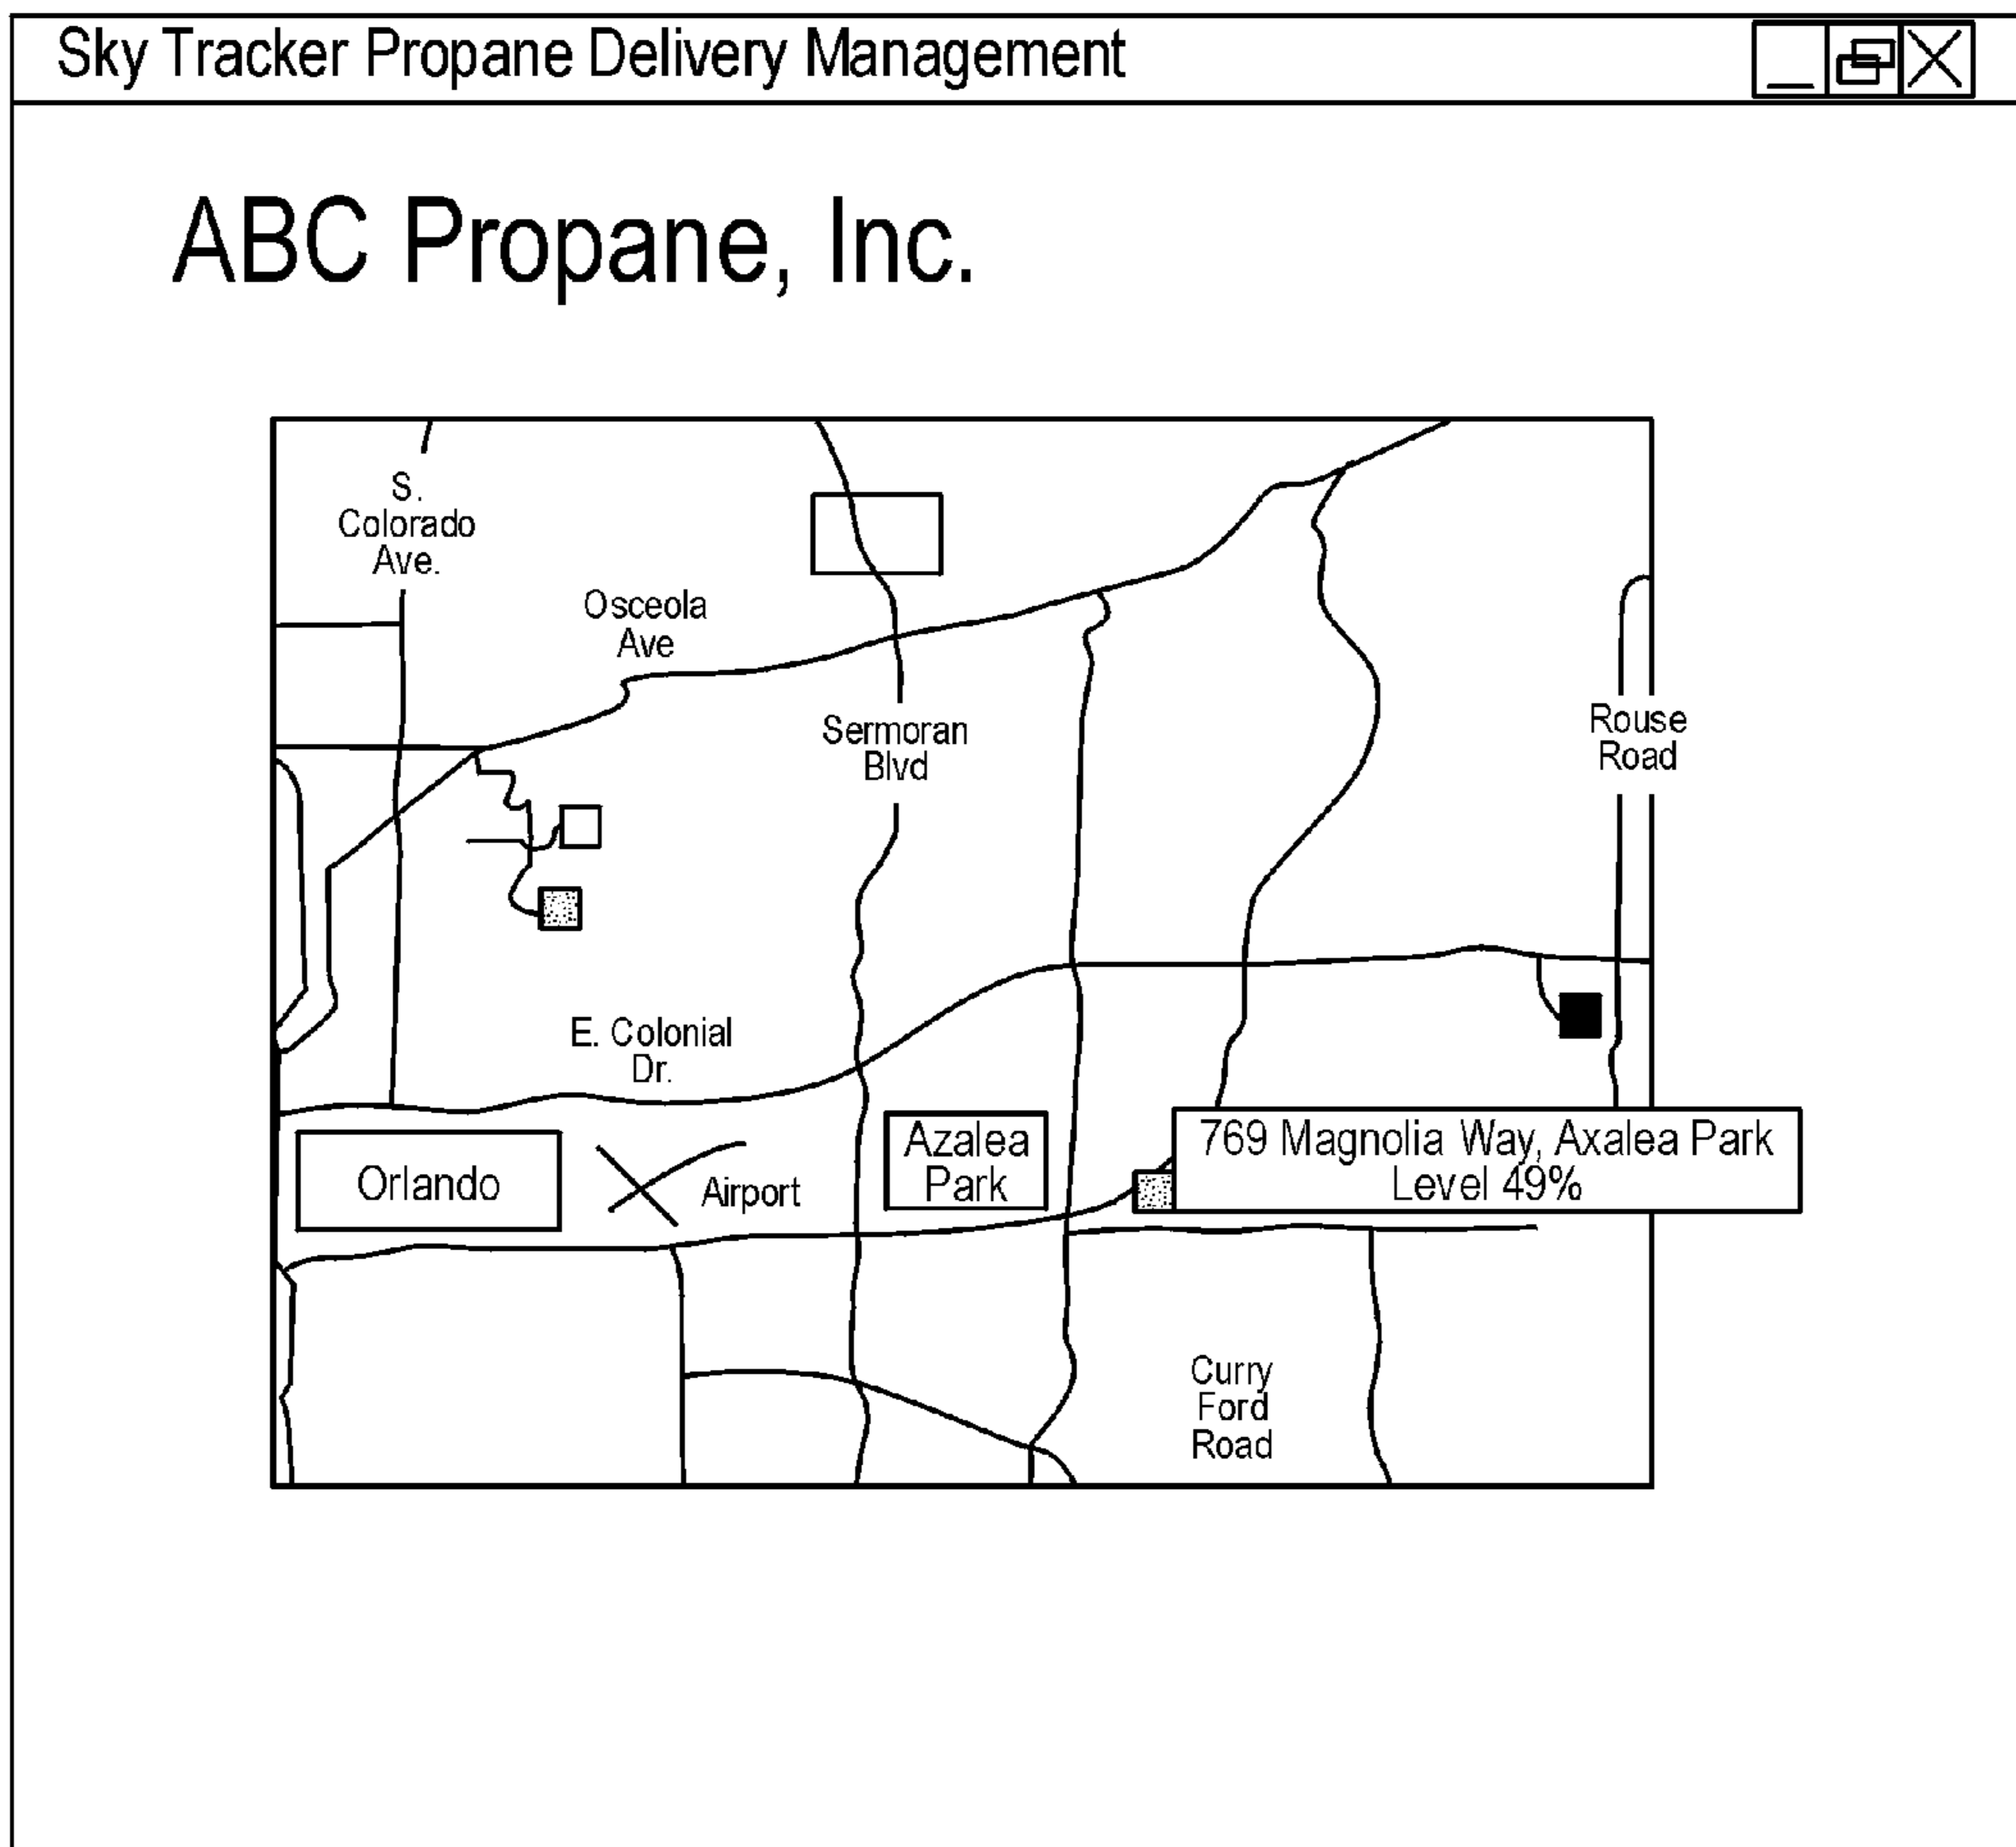 Sky Tracker Propane Delivery Management
ABC Propane, Inc.
S.
Colorado
Ave.
Osceola
Ave
Sermoran
Blvd
Rouse
Road
E. Colonial
Dr.
Orlando
Airport
Azalea
Park
769 Magnolia Way, Axalea Park
Level 49%
Curry
Ford
Road